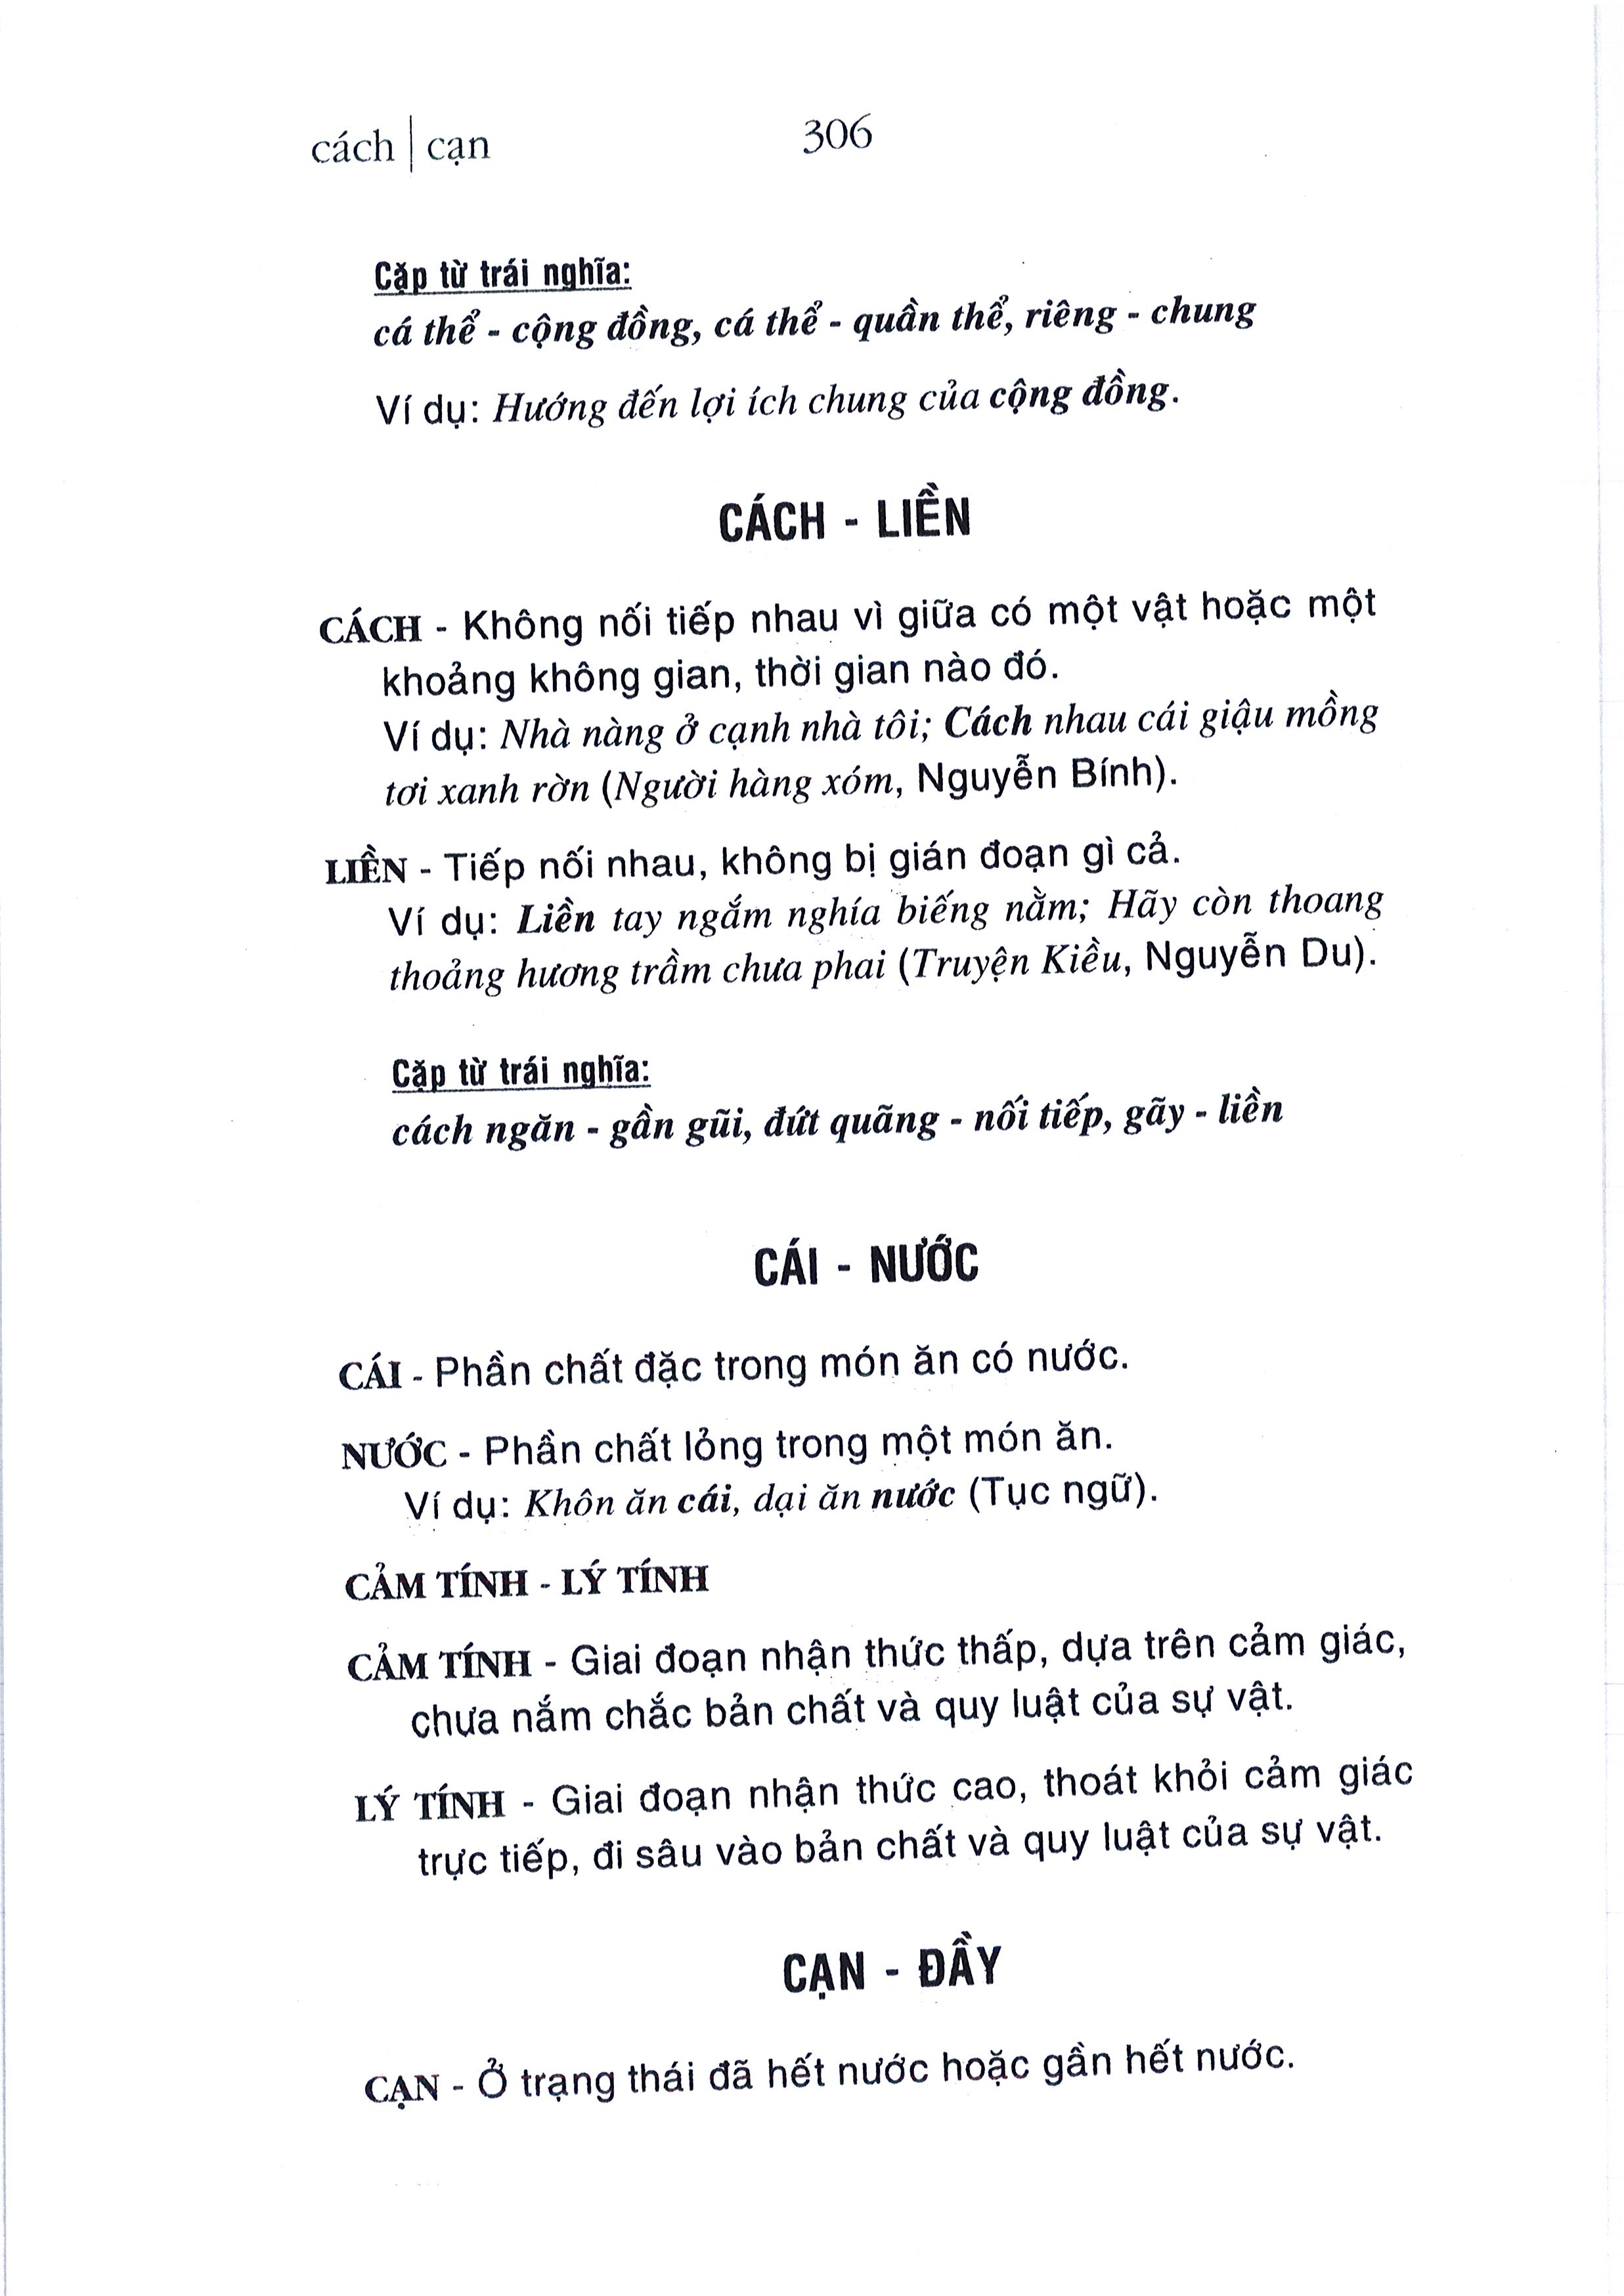 cách | cạn
306
Cặp từ trái nghĩa:
cá thể - cộng đồng, cá thể - quần thể, riêng - chung
Ví dụ: Hướng đến lợi ích chung của cộng đồng.
CÁCH - LIỀN
CÁCH - Không nối tiếp nhau vì giữa có một vật hoặc một
khoảng không gian, thời gian nào đó.
Ví dụ: Nhà nàng ở cạnh nhà tôi; Cách nhau cái giậu mồng
tơi xanh rờn (Người hàng xóm, Nguyễn Bính).
LIỀN - Tiếp nối nhau, không bị gián đoạn gì cả.
Ví dụ: Liền tay ngắm nghía biếng nằm; Hãy còn thoang
thoảng hương trầm chưa phai (Truyện Kiều, Nguyễn Du).
Cặp từ trái nghĩa:
cách ngăn - gần gũi, đứt quãng - nối tiếp, gãy - liền
CÁI - NƯỚC
CÁI - Phần chất đặc trong món ăn có nước.
NƯỚC - Phần chất lỏng trong một món ăn.
Ví dụ: Khôn ăn cái, dại ăn nước (Tục ngữ).
CẢM TÍNH - LÝ TÍNH
CẢM TÍNH - Giai đoạn nhận thức thấp, dựa trên cảm giác,
chưa nắm chắc bản chất và quy luật của sự vật.
LÝ TÍNH - Giai đoạn nhận thức cao, thoát khỏi cảm giác
trực tiếp, đi sâu vào bản chất và quy luật của sự vật.
CẠN - ĐẦY
CẠN - Ở trạng thái đã hết nước hoặc gần hết nước.